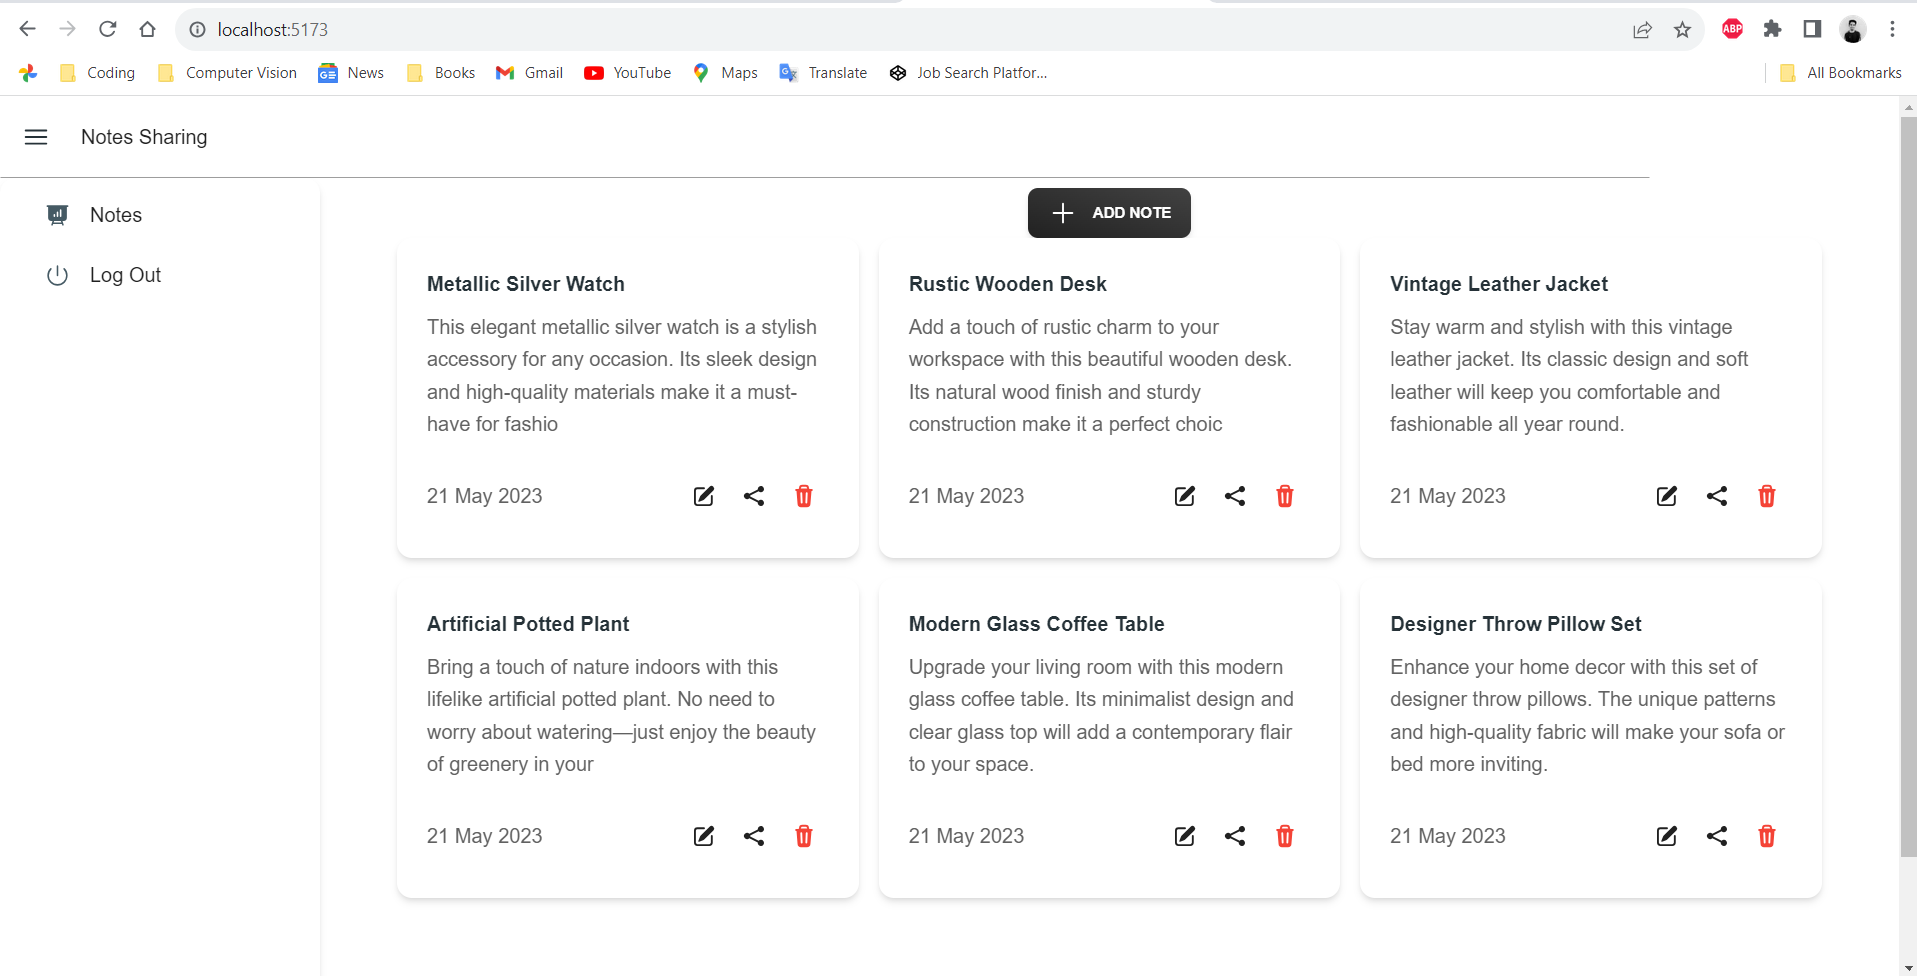 localhost:5173
ABP
Coding
Computer Vision
GE
News
Books
Gmail
YouTube
Maps
Translate
Job Search Platfor...
All Bookmarks
Notes Sharing
Notes
Log Out
ADD NOTE
Metallic Silver Watch
This elegant metallic silver watch is a stylish
accessory for any occasion. Its sleek design
and high-quality materials make it a must-
have for fashio
21 May 2023
Rustic Wooden Desk
Add a touch of rustic charm to your
workspace with this beautiful wooden desk.
Its natural wood finish and sturdy
construction make it a perfect choic
21 May 2023
Vintage Leather Jacket
Stay warm and stylish with this vintage
leather jacket. Its classic design and soft
leather will keep you comfortable and
fashionable all year round.
21 May 2023
Artificial Potted Plant
Bring a touch of nature indoors with this
lifelike artificial potted plant. No need to
worry about watering—just enjoy the beauty
of greenery in your
21 May 2023
Modern Glass Coffee Table
Upgrade your living room with this modern
glass coffee table. Its minimalist design and
clear glass top will add a contemporary flair
to your space.
21 May 2023
Designer Throw Pillow Set
Enhance your home decor with this set of
designer throw pillows. The unique patterns
and high-quality fabric will make your sofa or
bed more inviting.
21 May 2023